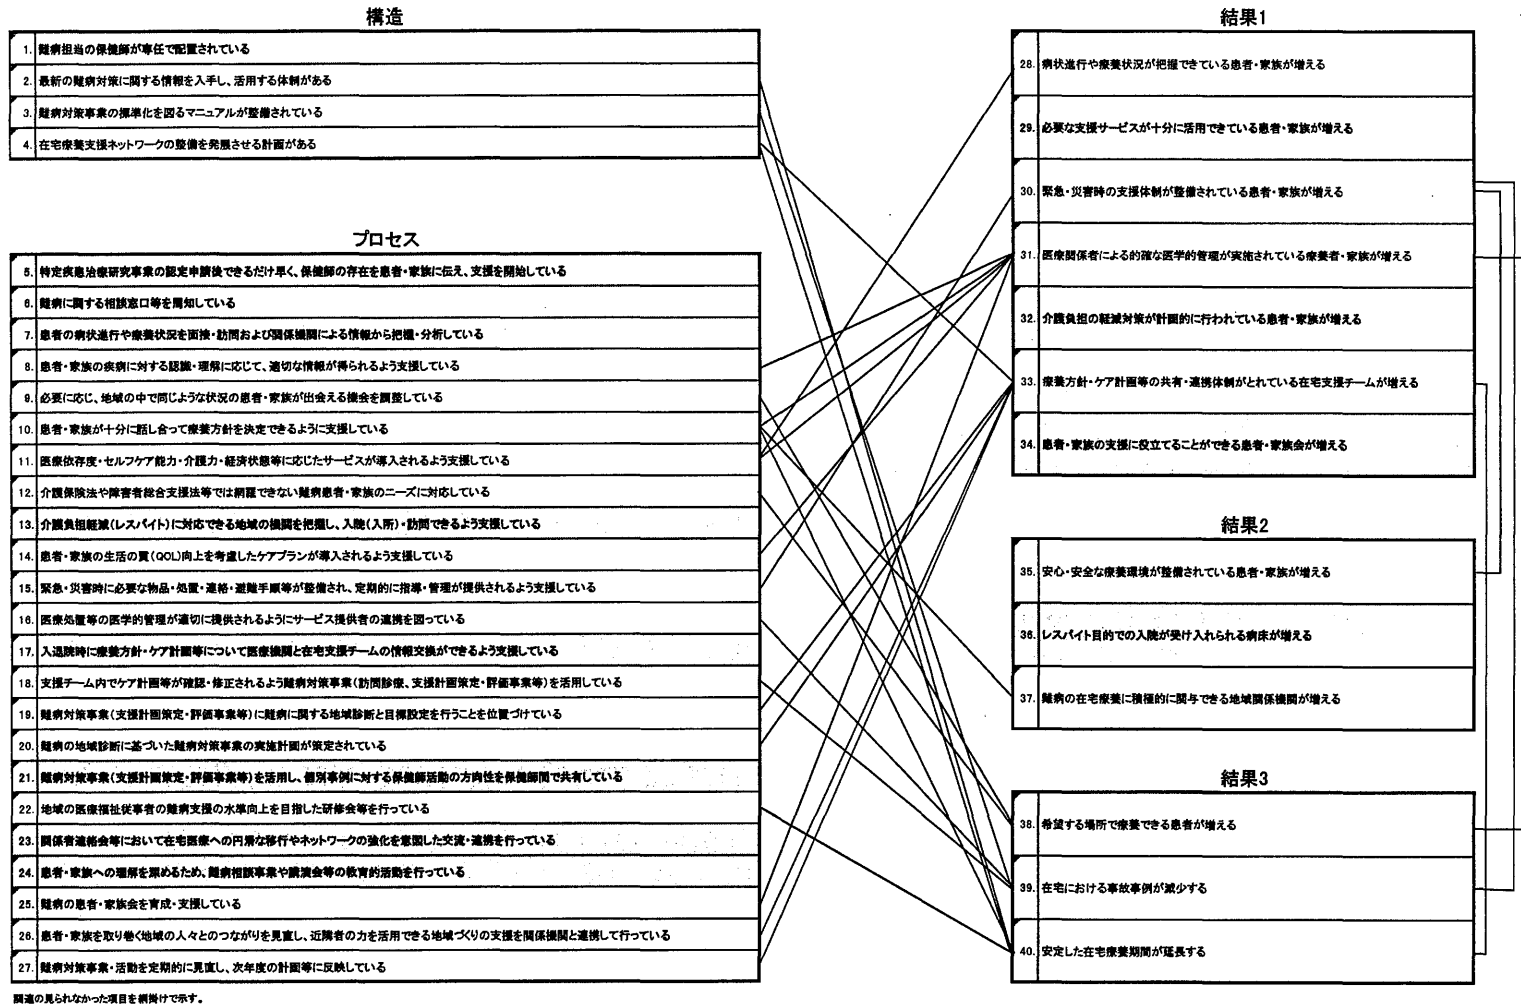 構造
1. 難病担当の保健師が専任で配置されている
2. 最新の難病対策に関する情報を入手し、活用する体制がある
3. 難病対策事業の標準化を図るマニュアルが整備されている
4. 在宅療養支援ネットワークの整備を発展させる計画がある
プロセス
5. 特定疾患治療研究事業の認定申請後できるだけ早く、保健師の存在を患者・家族に伝え、支援を開始している
6. 難病に関する相談窓口等を周知している
7. 患者の病状進行や療養状況を面接・訪問および関係機関による情報から把握・分析している
8. 患者・家族の疾病に対する認識・理解に応じて、適切な情報が得られるよう支援している
9. 必要に応じ、地域の中で同じような状況の患者・家族が出会える機会を調整している
10. 患者・家族が十分に話し合って療養方針を決定できるように支援している
11. 医療依存度・セルフケア能力・介護力・経済状態等に応じたサービスが導入されるよう支援している
12. 介護保険法や障害者総合支援法等では網羅できない難病患者・家族のニーズに対応している
13. 介護負担軽減(レスパイト)に対応できる地域の機関を把握し、入院(入所)・訪問できるよう支援している
14. 患者・家族の生活の質(QOL)向上を考慮したケアプランが導入されるよう支援している
15. 緊急・災害時に必要な物品・処置・連絡・避難手順等が整備され、定期的に指導・管理が提供されるよう支援している
16. 医療処置等の医学的管理が適切に提供されるようにサービス提供者の連携を図っている
17. 入退院時に療養方針・ケア計画等について医療機関と在宅支援チームの情報交換ができるよう支援している
18. 支援チーム内でケア計画等が確認・修正されるよう難病対策事業(訪問診療、支援計画策定・評価事業等)を活用している
19. 難病対策事業(支援計画策定・評価事業等)に難病に関する地域診断と目標設定を行うことを位置づけている
20. 難病の地域診断に基づいた難病対策事業の実施計画が策定されている
21. 難病対策事業(支援計画策定・評価事業等)を活用し、個別事例に対する保健師活動の方向性を保健師間で共有している
22. 地域の医療福祉従事者の難病支援の水準向上を目指した研修会等を行っている
23. 関係者連絡会等において在宅医療への円滑な移行やネットワークの強化を意図した交流・連携を行っている
24. 患者・家族への理解を深めるため、難病相談事業や講演会等の教育的活動を行っている
25. 難病の患者・家族会を育成・支援している
26. 患者・家族を取り巻く地域の人々とのつながりを見直し、近隣者の力を活用できる地域づくりの支援を関係機関と連携して行っている
27. 難病対策事業・活動を定期的に見直し、次年度の計画等に反映している
関連の見られなかった項目を網掛けで示す。
結果1
28. 病状進行や療養状況が把握できている患者・家族が増える
29. 必要な支援サービスが十分に活用できている患者・家族が増える
30. 緊急・災害時の支援体制が整備されている患者・家族が増える
31. 医療関係者による的確な医学的管理が実施されている療養者・家族が増える
32. 介護負担の軽減対策が計画的に行われている患者・家族が増える
33. 療養方針・ケア計画等の共有・連携体制がとれている在宅支援チームが増える
34. 患者・家族の支援に役立てることができる患者・家族会が増える
結果2
35. 安心・安全な療養環境が整備されている患者・家族が増える
36. レスパイト目的での入院が受け入れられる病床が増える
37. 難病の在宅療養に積極的に関与できる地域関係機関が増える
結果3
38. 希望する場所で療養できる患者が増える
39. 在宅における事故事例が減少する
40. 安定した在宅療養期間が延長する